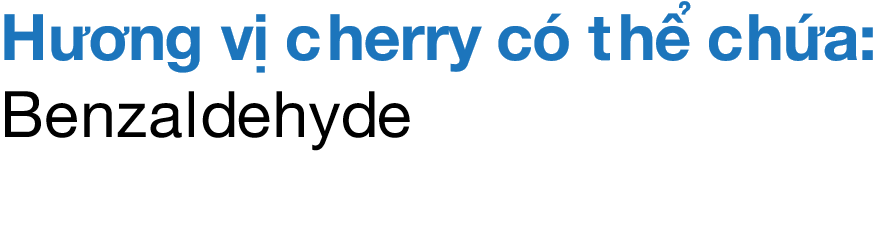 Hương vị cherry có thể chứa:
Benzaldehyde